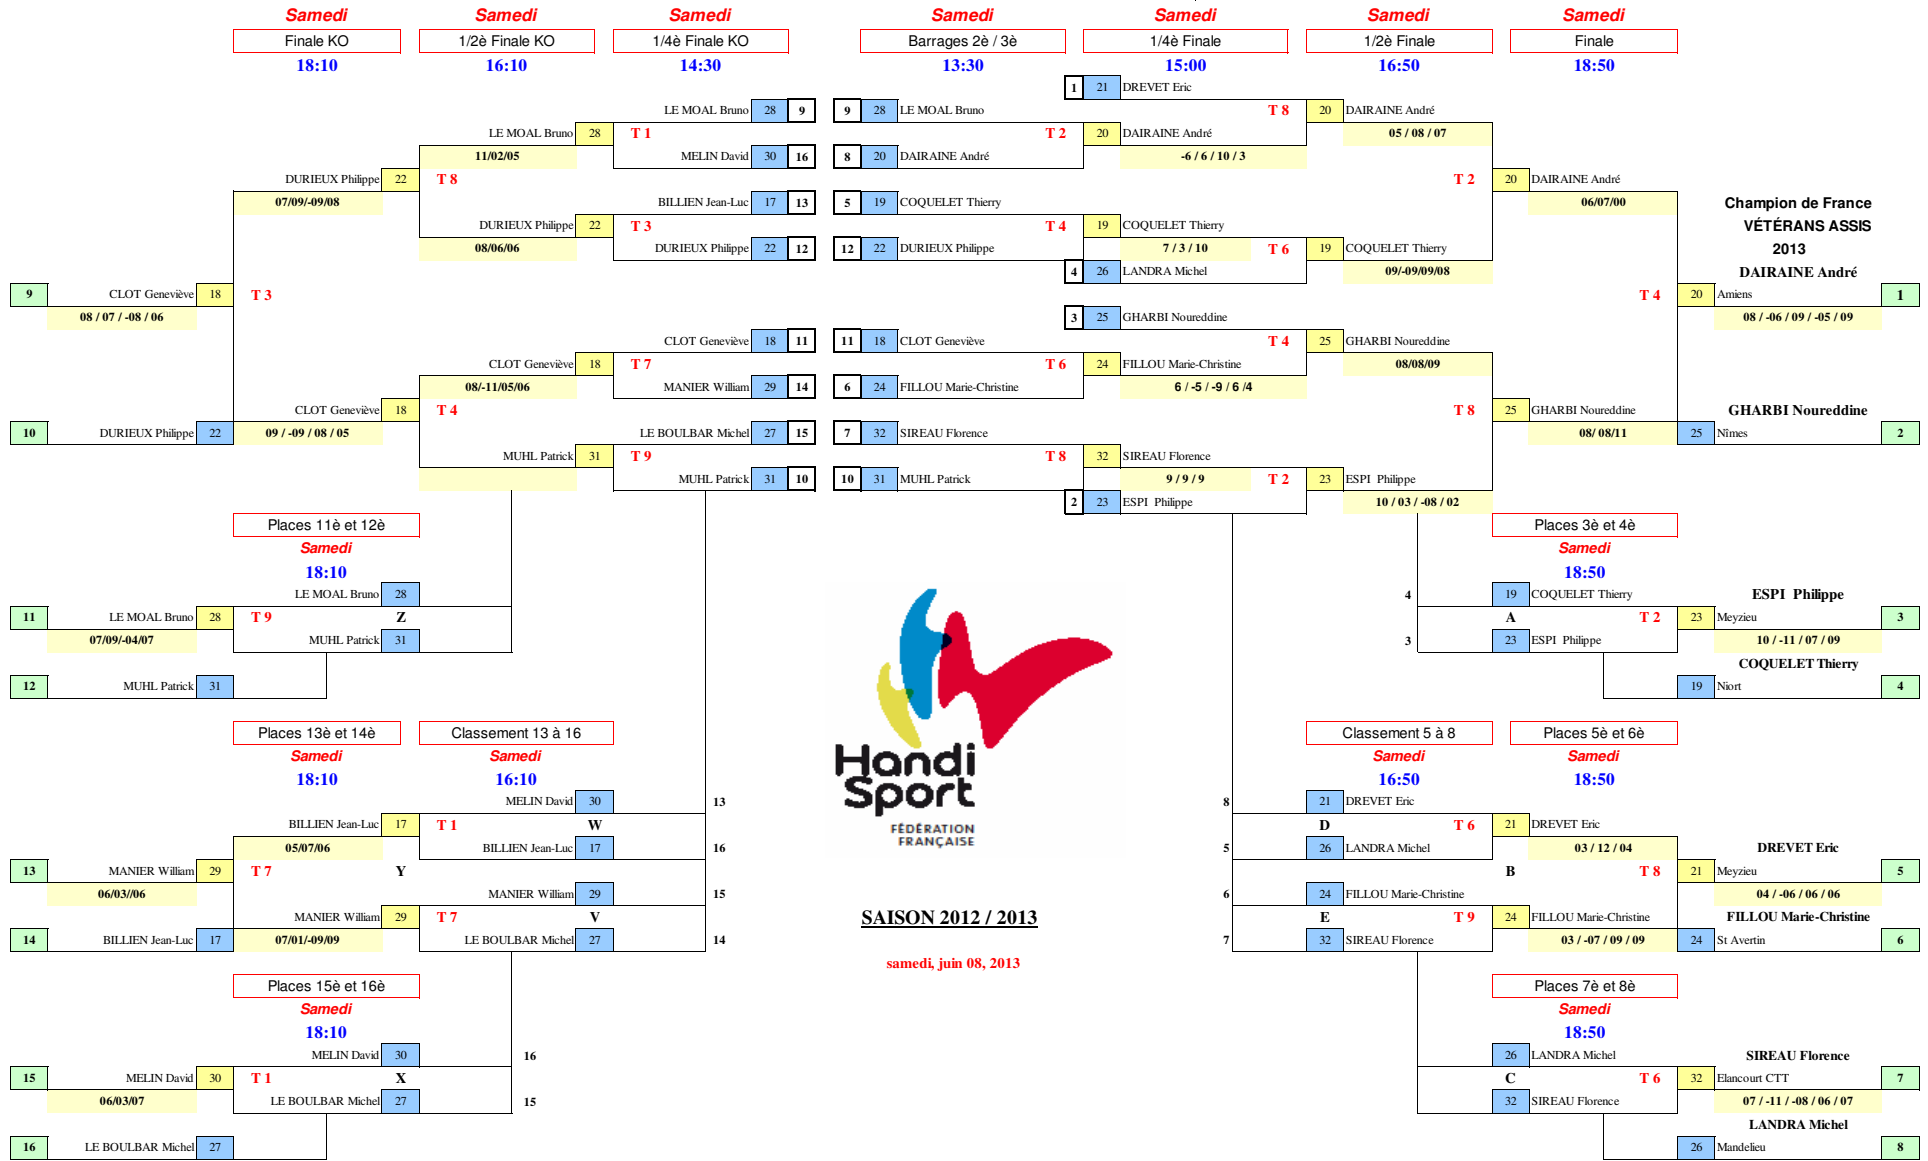 Samedi Samedi Samedi Samedi Samedi Samedi Samedi
Finale KO 1/2è Finale KO 1/4è Finale KO Barrages 2è / 3è 1/4è Finale 1/2è Finale Finale
18:10 16:10 14:30 13:30 15:00 16:50 18:50
1 21 DREVET Eric
LE MOAL Bruno 28 9 9 28 LE MOAL Bruno T 8 20 DAIRAINE André
LE MOAL Bruno 28 T 1 T 2 20 DAIRAINE André 05 / 08 / 07
11/02/05 MELIN David 30 16 8 20 DAIRAINE André -6 / 6 / 10 / 3
DURIEUX Philippe 22 T 8 T 2 20 DAIRAINE André
07/09/-09/08 BILLIEN Jean-Luc 17 13 5 19 COQUELET Thierry 06/07/00 Champion de France
DURIEUX Philippe 22 T 3 T 4 19 COQUELET Thierry VÉTÉRANS ASSIS
08/06/06 DURIEUX Philippe 22 12 12 22 DURIEUX Philippe 7 / 3 / 10 T 6 19 COQUELET Thierry 2013
4 26 LANDRA Michel 09/-09/09/08 DAIRAINE André
9 CLOT Geneviève 18 T 3 T 4 20 Amiens 1
08 / 07 / -08 / 06 3 25 GHARBI Noureddine 08 / -06 / 09 / -05 / 09
CLOT Geneviève 18 11 11 18 CLOT Geneviève T 4 25 GHARBI Noureddine
CLOT Geneviève 18 T 7 T 6 24 FILLOU Marie-Christine 08/08/09
08/-11/05/06 MANIER William 29 14 6 24 FILLOU Marie-Christine 6 / -5 / -9 / 6 /4
CLOT Geneviève 18 T 4 T 8 25 GHARBI Noureddine GHARBI Noureddine
10 DURIEUX Philippe 22 09 / -09 / 08 / 05 LE BOULBAR Michel 27 15 7 32 SIREAU Florence 08/ 08/11 25 Nîmes 2
MUHL Patrick 31 T 9 T 8 32 SIREAU Florence
MUHL Patrick 31 10 10 31 MUHL Patrick 9 / 9 / 9 T 2 23 ESPI Philippe
2 23 ESPI Philippe 10 / 03 / -08 / 02
Places 11è et 12è Places 3è et 4è
Samedi Samedi
18:10 18:50
LE MOAL Bruno 28 4 19 COQUELET Thierry ESPI Philippe
11 LE MOAL Bruno 28 T 9 Z A T 2 23 Meyzieu 3
07/09/-04/07 MUHL Patrick 31 3 23 ESPI Philippe 10 / -11 / 07 / 09
COQUELET Thierry
12 MUHL Patrick 31 19 Niort 4
Places 13è et 14è Classement 13 à 16 Classement 5 à 8 Places 5è et 6è
Samedi Samedi Samedi Samedi
18:10 16:10 Handi 16:50 18:50
MELIN David 30 13 Sport 8 21 DREVET Eric
BILLIEN Jean-Luc 17 T 1 W FÉDÉRATION D T 6 21 DREVET Eric
05/07/06 BILLIEN Jean-Luc 17 16 FRANÇAISE 5 26 LANDRA Michel 03 / 12 / 04 DREVET Eric
13 MANIER William 29 T 7 Y B T 8 21 Meyzieu 5
06/03//06 MANIER William 29 15 6 24 FILLOU Marie-Christine 04 / -06 / 06 / 06
MANIER William 29 T 7 V SAISON 2012 / 2013 E T 9 24 FILLOU Marie-Christine FILLOU Marie-Christine
14 BILLIEN Jean-Luc 17 07/01/-09/09 LE BOULBAR Michel 27 14 7 32 SIREAU Florence 03 / -07 / 09 / 09 24 St Avertin 6
samedi, juin 08, 2013
Places 15è et 16è Places 7è et 8è
Samedi Samedi
18:10 18:50
MELIN David 30 16 26 LANDRA Michel SIREAU Florence
15 MELIN David 30 T 1 X C T 6 32 Elancourt CTT 7
06/03/07 LE BOULBAR Michel 27 15 32 SIREAU Florence 07 / -11 / -08 / 06 / 07
LANDRA Michel
16 LE BOULBAR Michel 27 26 Mandelieu 8